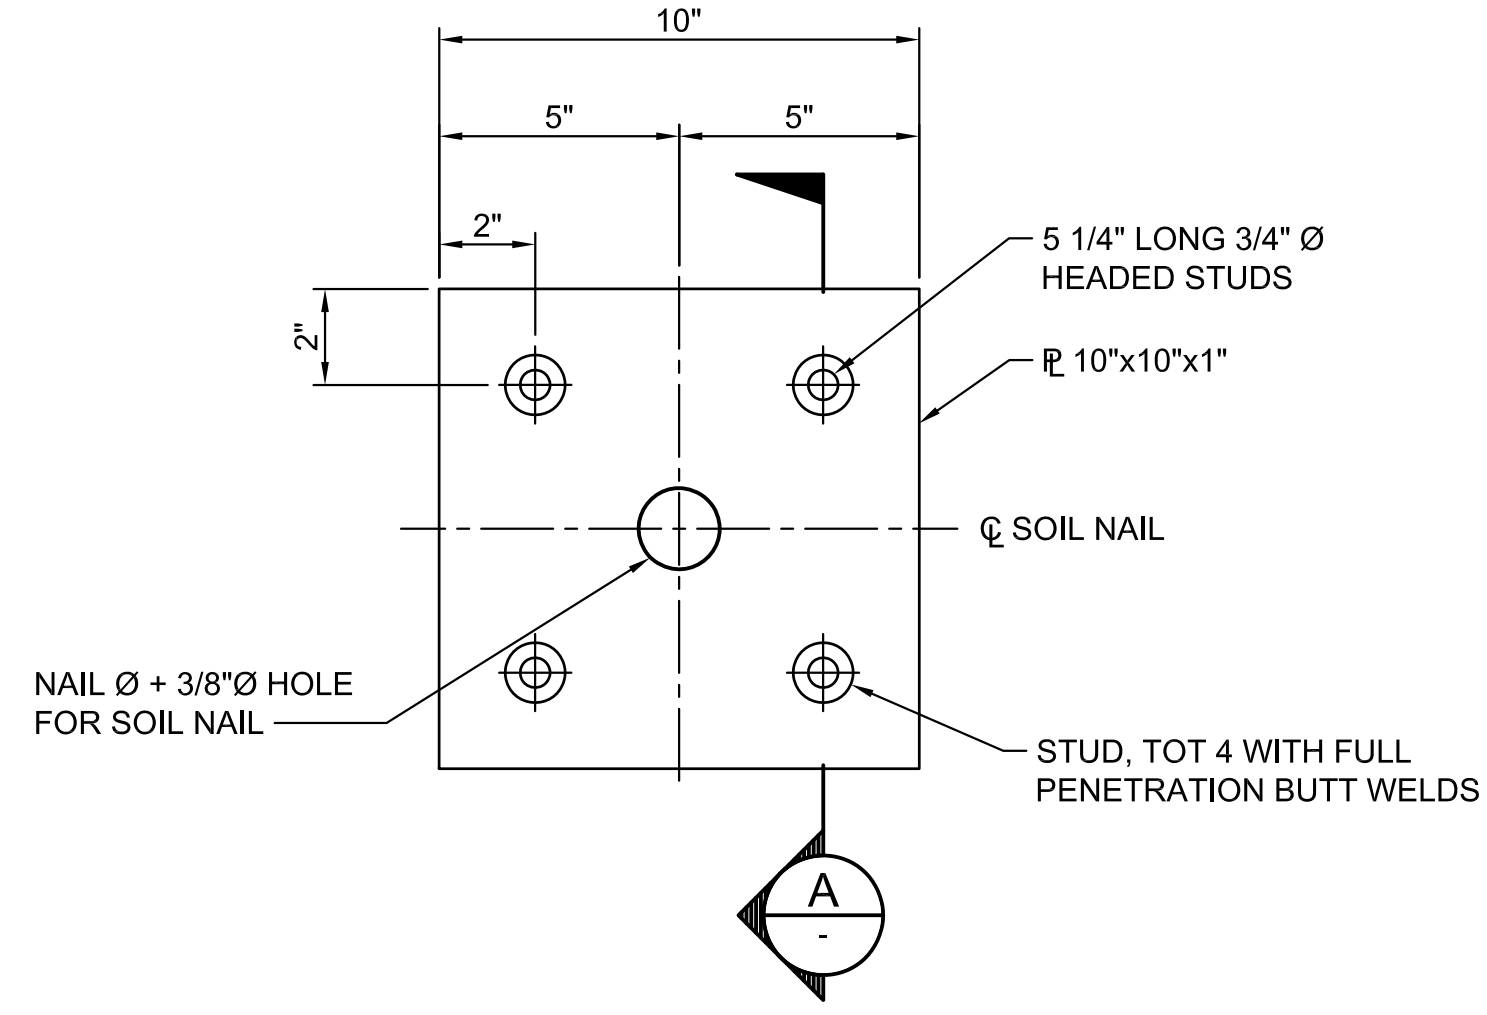 10"
5"
5"
2"
2"
5 1/4" LONG 3/4" Ø
HEADED STUDS
℄ 10"x10"x1"
℄ SOIL NAIL
NAIL Ø + 3/8"Ø HOLE
FOR SOIL NAIL
STUD, TOT 4 WITH FULL
PENETRATION BUTT WELDS
A
-